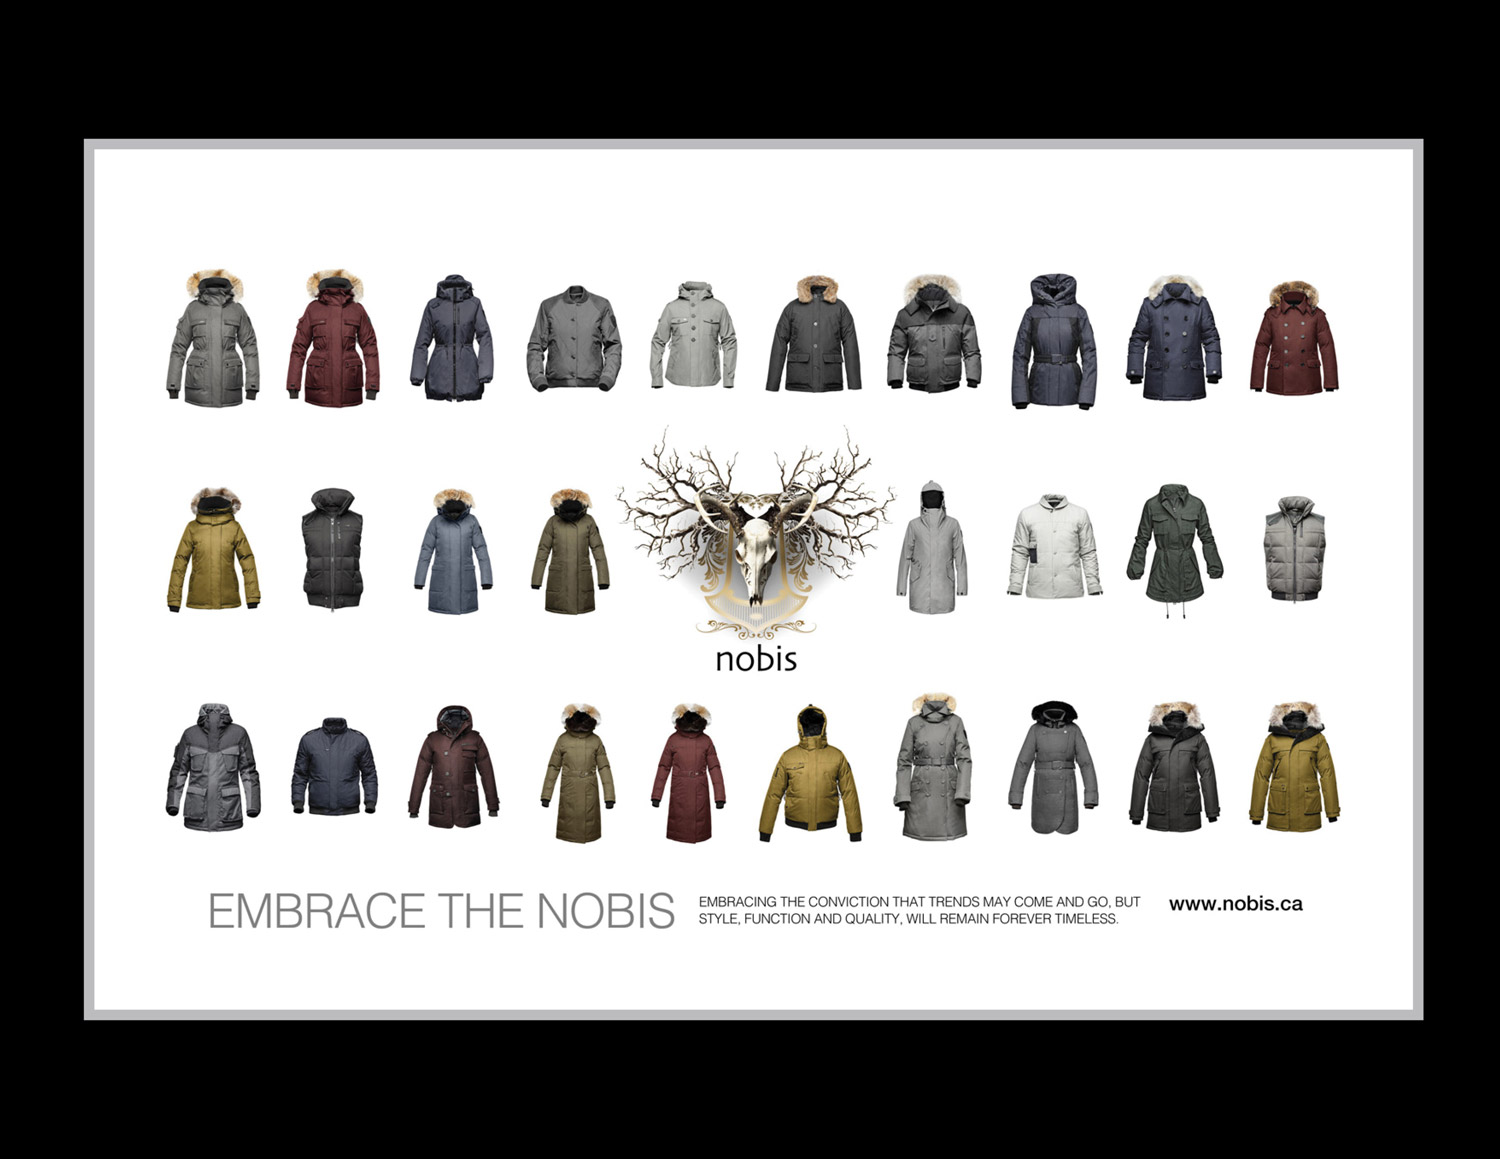 nobis
EMBRACE THE NOBIS
EMBRACING THE CONVICTION THAT TRENDS MAY COME AND GO, BUT
STYLE, FUNCTION AND QUALITY, WILL REMAIN FOREVER TIMELESS.
www.nobis.ca